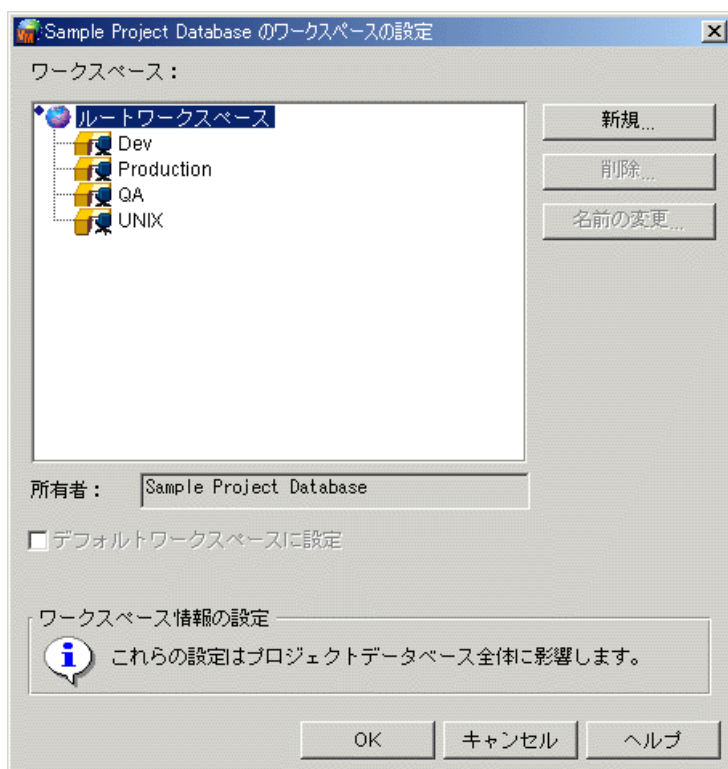 Sample Project Database のワークスペースの設定
ワークスペース：
ルートワークスペース
Dev
Production
QA
UNIX
新規...
削除...
名前の変更...
所有者： Sample Project Database
デフォルトワークスペースに設定
ワークスペース情報の設定
これらの設定はプロジェクトデータベース全体に影響します。
OK キャンセル ヘルプ